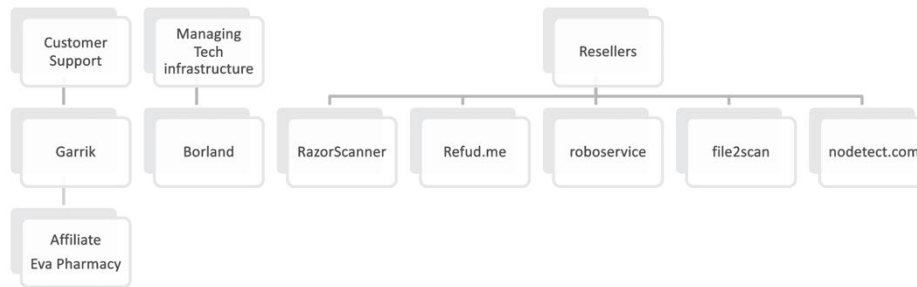 Customer
Support
Managing
Tech
infrastructure
Resellers
Garrik
Borland
RazorScanner
Refud.me
roboservice
file2scan
nodetect.com
Affiliate
Eva Pharmacy